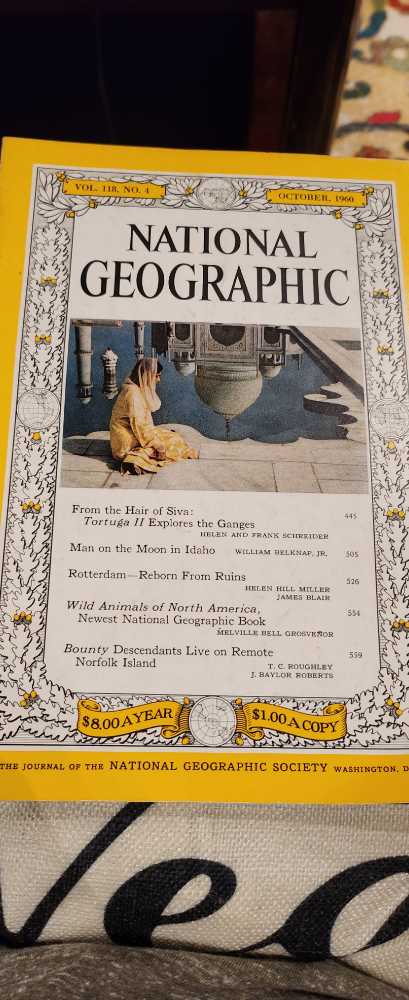 VOL. 118, NO. 4
OCTOBER, 1960
NATIONAL
GEOGRAPHIC
From the Hair of Siva:
Tortuga II Explores the Ganges 445
HELEN AND FRANK SCHREIDER
Man on the Moon in Idaho WILLIAM BELKNAP, JR. 505
Rotterdam—Reborn From Ruins 526
HELEN HILL MILLER
JAMES BLAIR
Wild Animals of North America, 554
Newest National Geographic Book
MELVILLE BELL GROSVENOR
Bounty Descendants Live on Remote 559
Norfolk Island T. C. ROUGHLEY
J. BAYLOR ROBERTS
$8.00 A YEAR
$1.00 A COPY
THE JOURNAL OF THE NATIONAL GEOGRAPHIC SOCIETY WASHINGTON, D